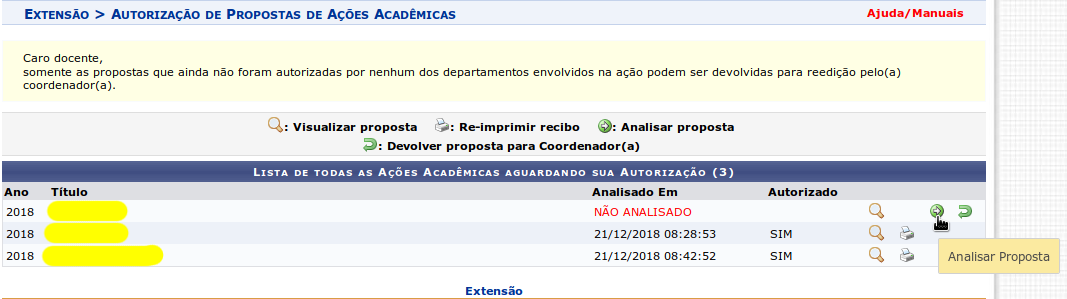 Extensão > Autorização de Propostas de Ações Acadêmicas
Ajuda/Manuais
Caro docente,
somente as propostas que ainda não foram autorizadas por nenhum dos departamentos envolvidos na ação podem ser devolvidas para reedição pelo(a)
coordenador(a).
: Visualizar proposta : Re-imprimir recibo : Analisar proposta
: Devolver proposta para Coordenador(a)
Lista de todas as Ações Acadêmicas aguardando sua Autorização (3)
Ano Título Analisado Em Autorizado
2018 NÃO ANALISADO
2018 21/12/2018 08:28:53 SIM
2018 21/12/2018 08:42:52 SIM
Analisar Proposta
Extensão